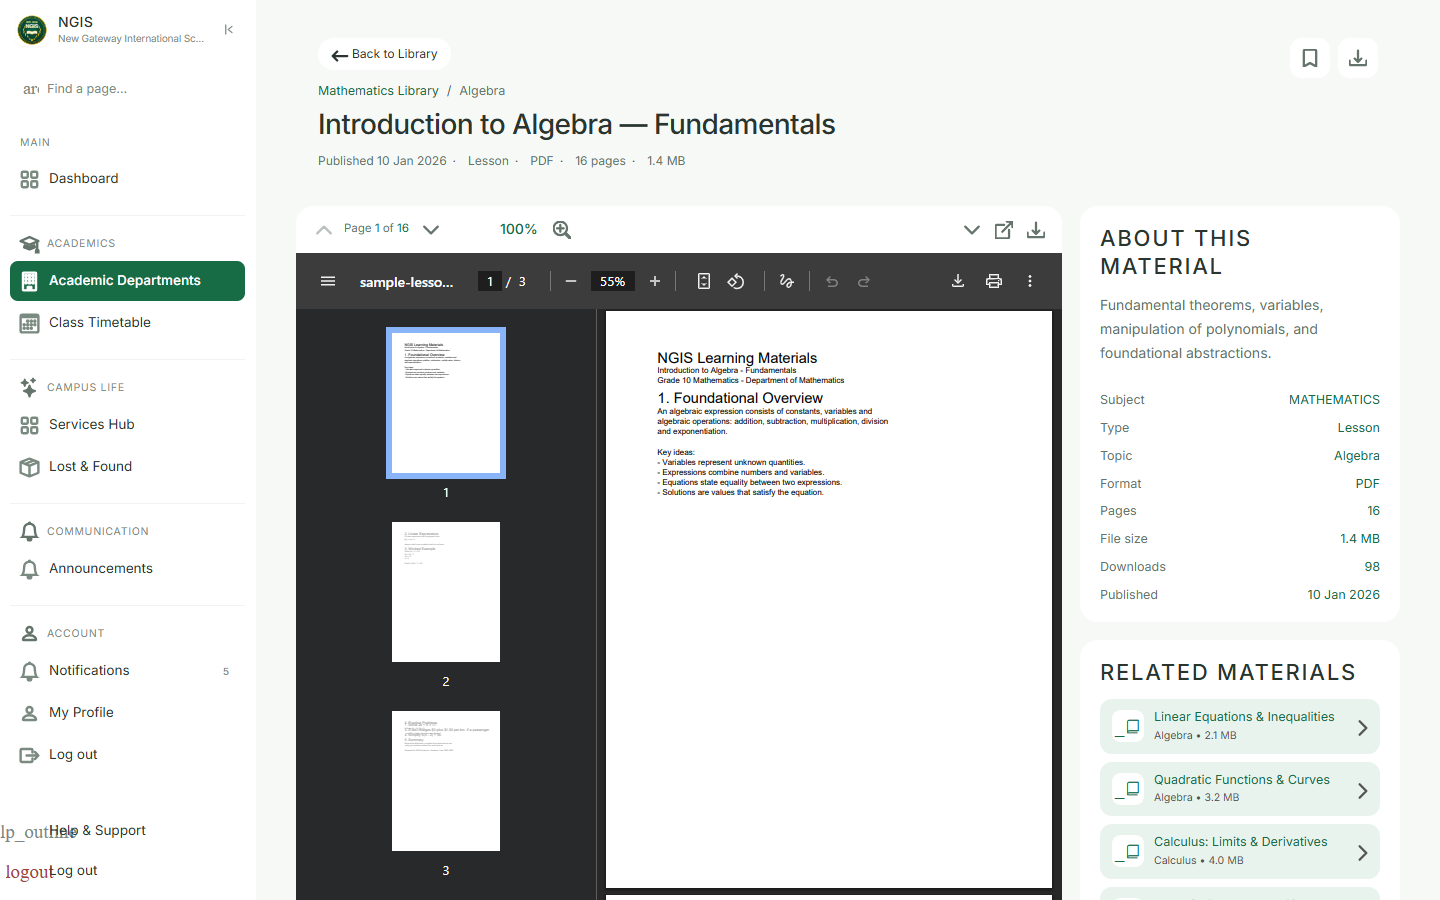 NGIS
New Gateway International Sc...
Find a page...
MAIN
Dashboard
ACADEMICS
Academic Departments
Class Timetable
CAMPUS LIFE
Services Hub
Lost & Found
COMMUNICATION
Announcements
ACCOUNT
Notifications 5
My Profile
Log out
Help & Support
logout Log out
Back to Library
Mathematics Library / Algebra
Introduction to Algebra — Fundamentals
Published 10 Jan 2026 · Lesson · PDF · 16 pages · 1.4 MB
Page 1 of 16
100%
sample-lesso... 1 / 3 55%
1
2
3
NGIS Learning Materials
Introduction to Algebra - Fundamentals
Grade 10 Mathematics - Department of Mathematics
1. Foundational Overview
An algebraic expression consists of constants, variables and
algebraic operations: addition, subtraction, multiplication, division
and exponentiation.
Key ideas:
- Variables represent unknown quantities.
- Expressions combine numbers and variables.
- Equations state equality between two expressions.
- Solutions are values that satisfy the equation.
ABOUT THIS
MATERIAL
Fundamental theorems, variables,
manipulation of polynomials, and
foundational abstractions.
Subject MATHEMATICS
Type Lesson
Topic Algebra
Format PDF
Pages 16
File size 1.4 MB
Downloads 98
Published 10 Jan 2026
RELATED MATERIALS
Linear Equations & Inequalities
Algebra • 2.1 MB
Quadratic Functions & Curves
Algebra • 3.2 MB
Calculus: Limits & Derivatives
Calculus • 4.0 MB